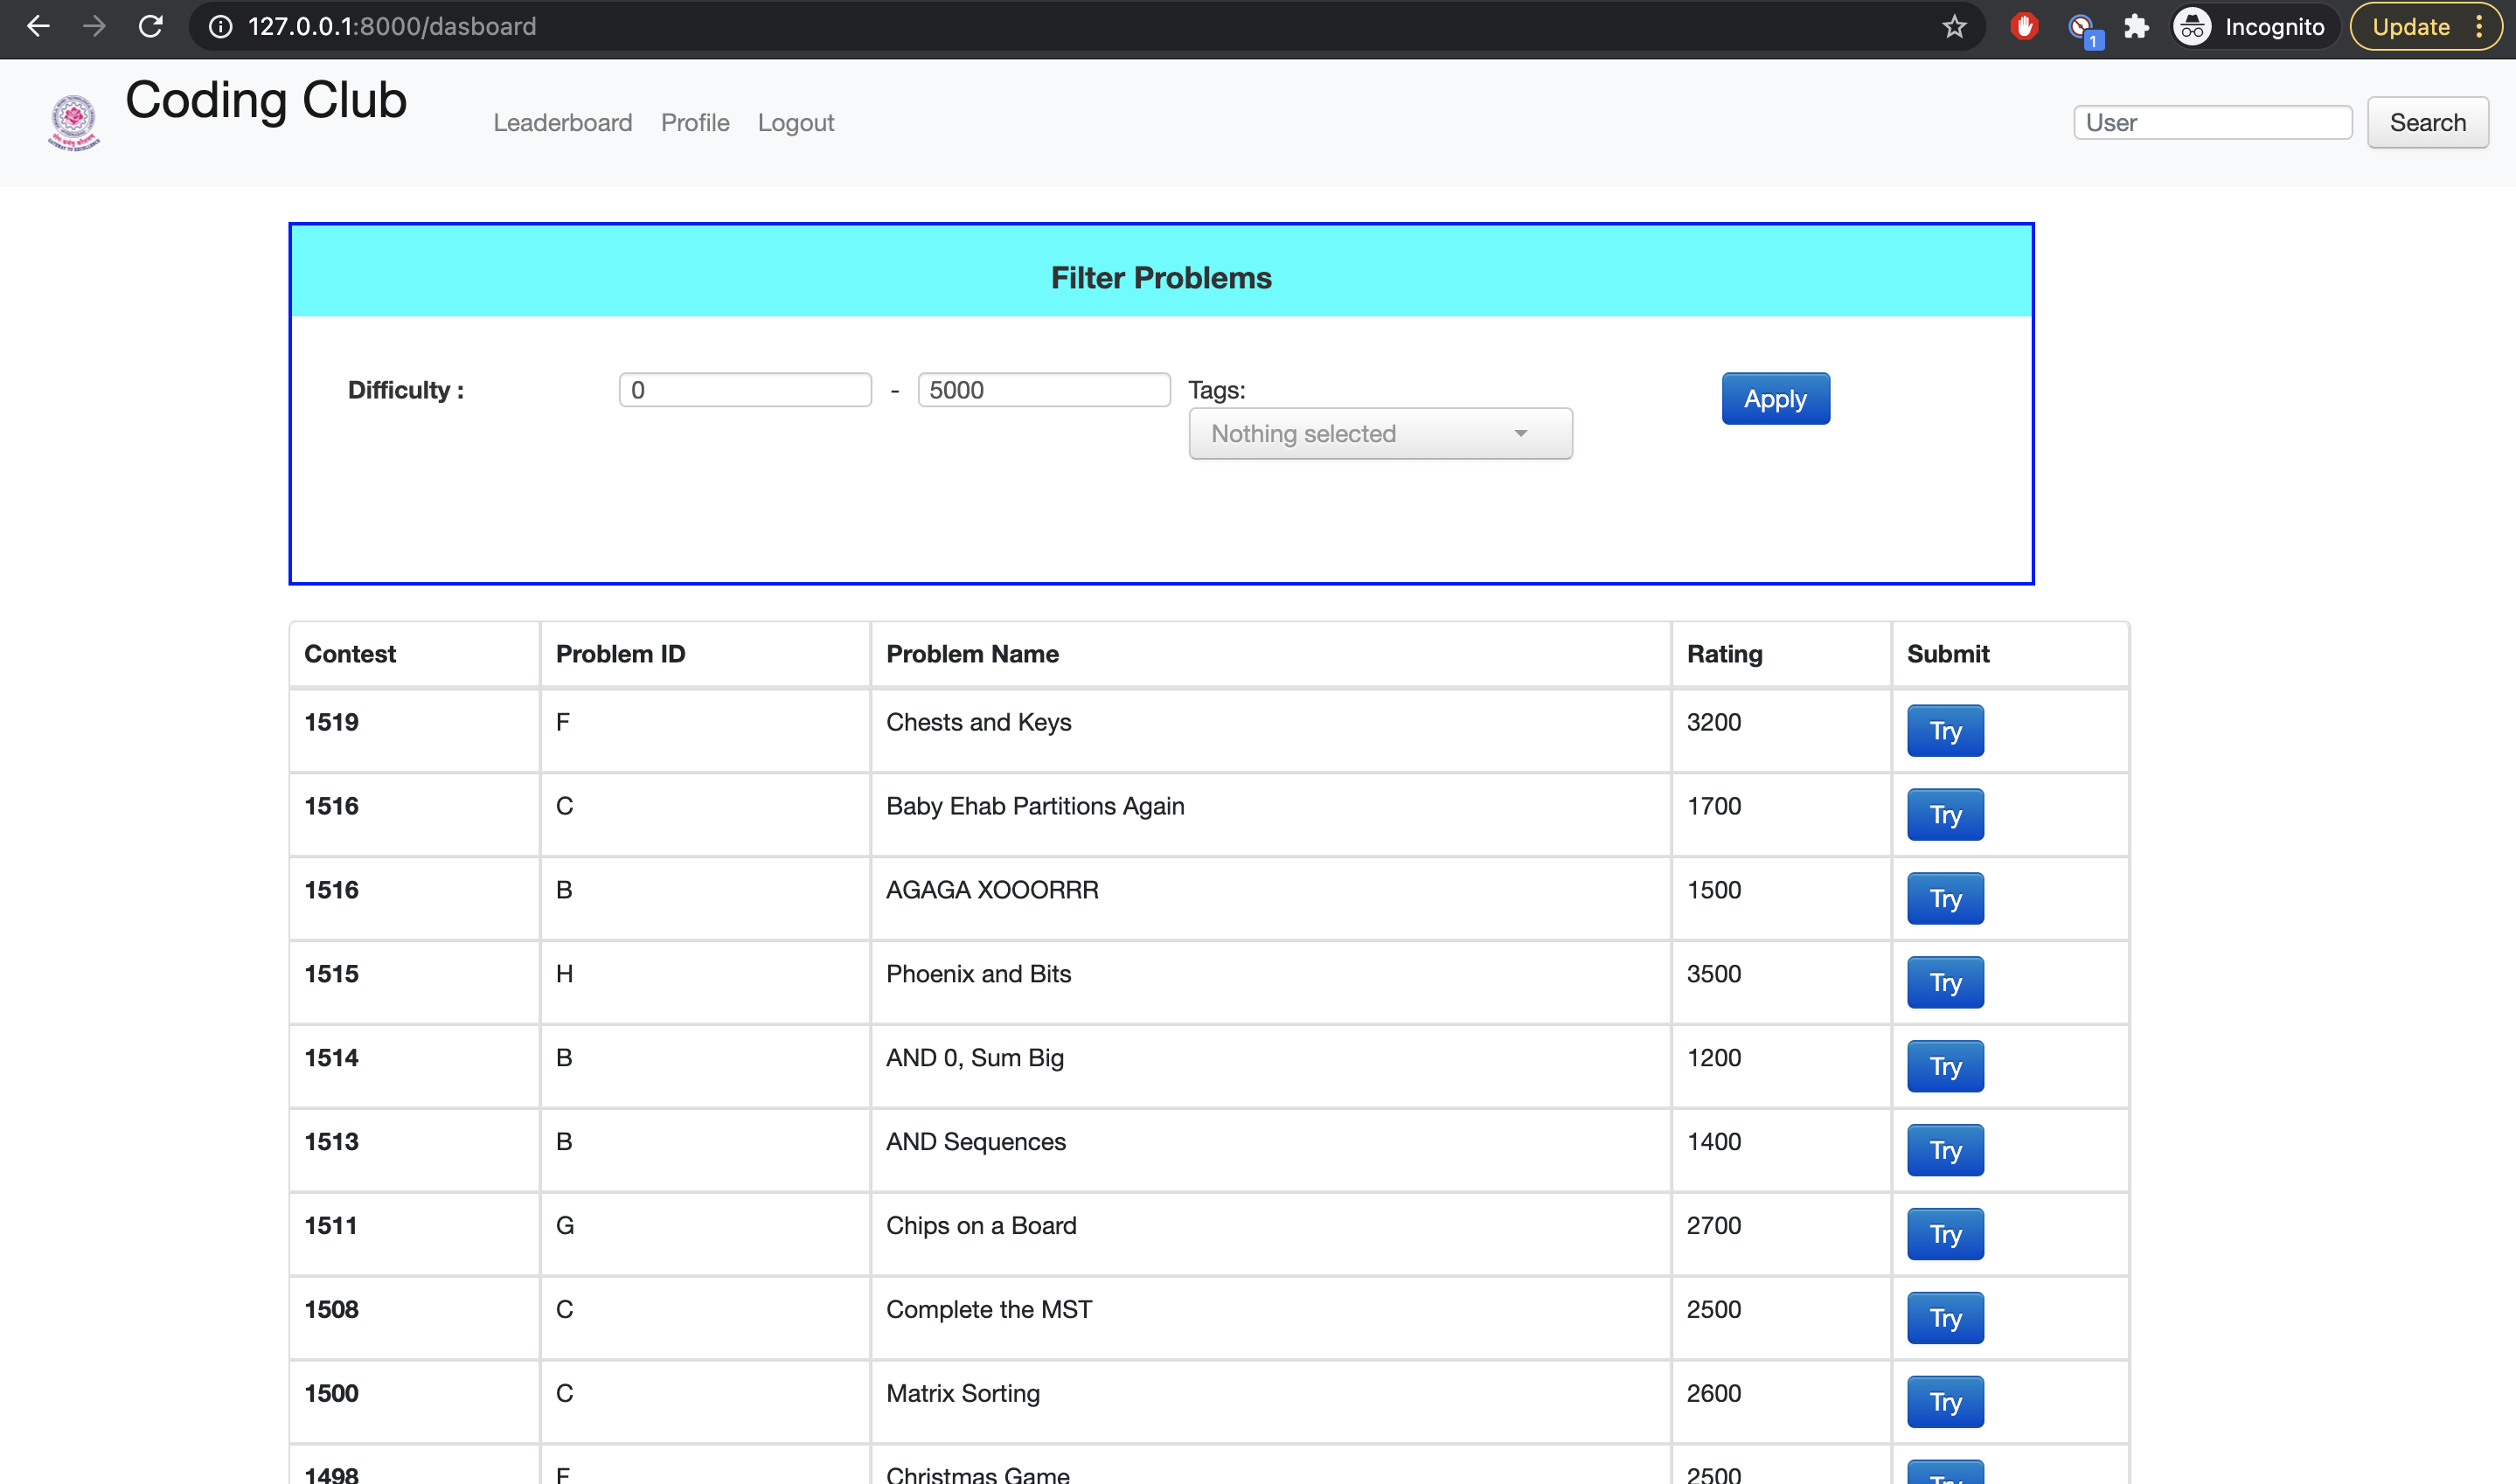 127.0.0.1:8000/dasboard
1
Incognito
Update
Coding Club
Leaderboard Profile Logout
User
Search
Filter Problems
Difficulty : 0 - 5000 Tags:
Nothing selected
Apply
Contest Problem ID Problem Name Rating Submit
1519 F Chests and Keys 3200 Try
1516 C Baby Ehab Partitions Again 1700 Try
1516 B AGAGA XOOORRR 1500 Try
1515 H Phoenix and Bits 3500 Try
1514 B AND 0, Sum Big 1200 Try
1513 B AND Sequences 1400 Try
1511 G Chips on a Board 2700 Try
1508 C Complete the MST 2500 Try
1500 C Matrix Sorting 2600 Try
1498 Christmas Game 2500 Try